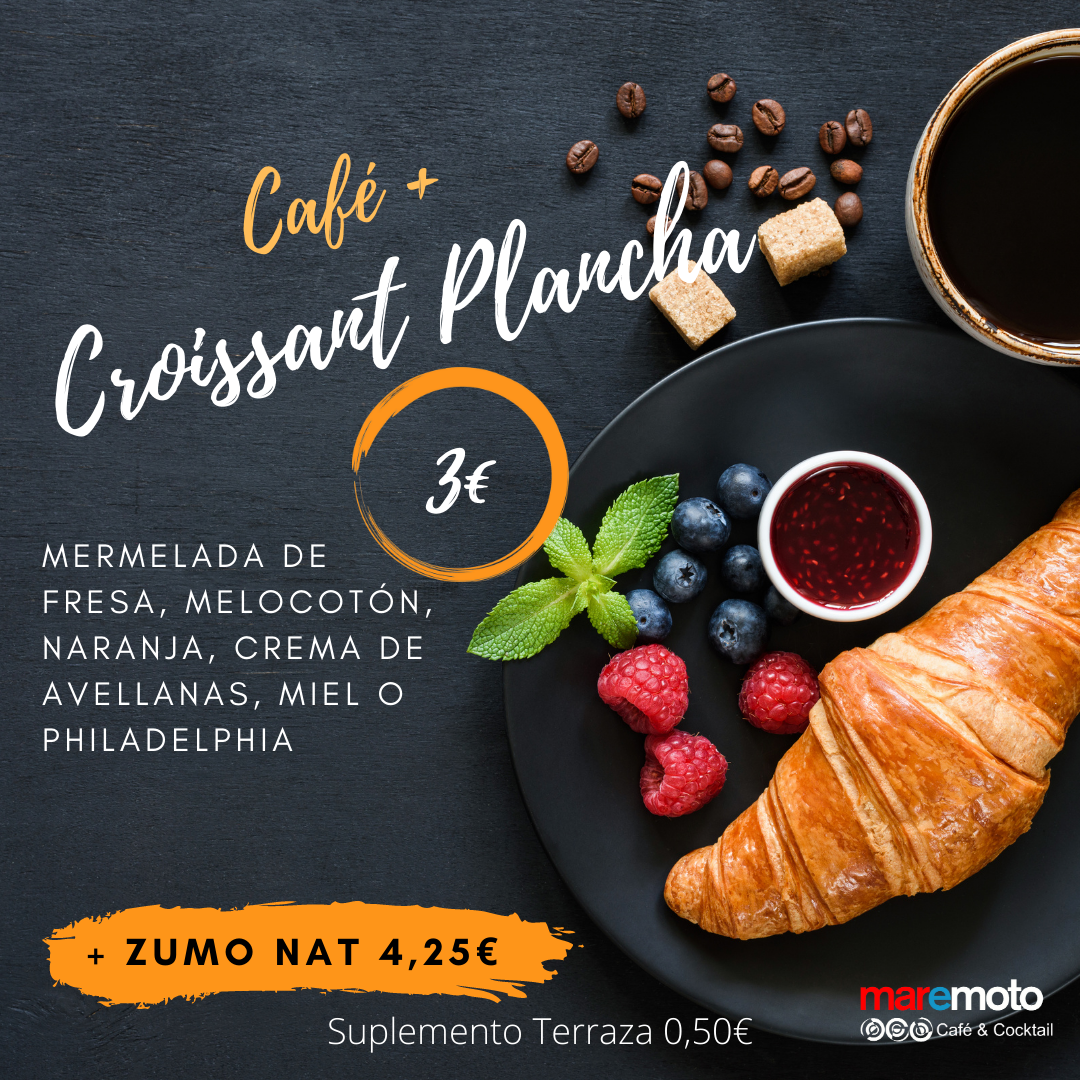 Café +
Croissant Plancha
3€
MERMELADA DE
FRESA, MELOCOTÓN,
NARANJA, CREMA DE
AVELLANAS, MIEL O
PHILADELPHIA
+ ZUMO NAT 4,25€
Suplemento Terraza 0,50€
maremoto
Café & Cocktail